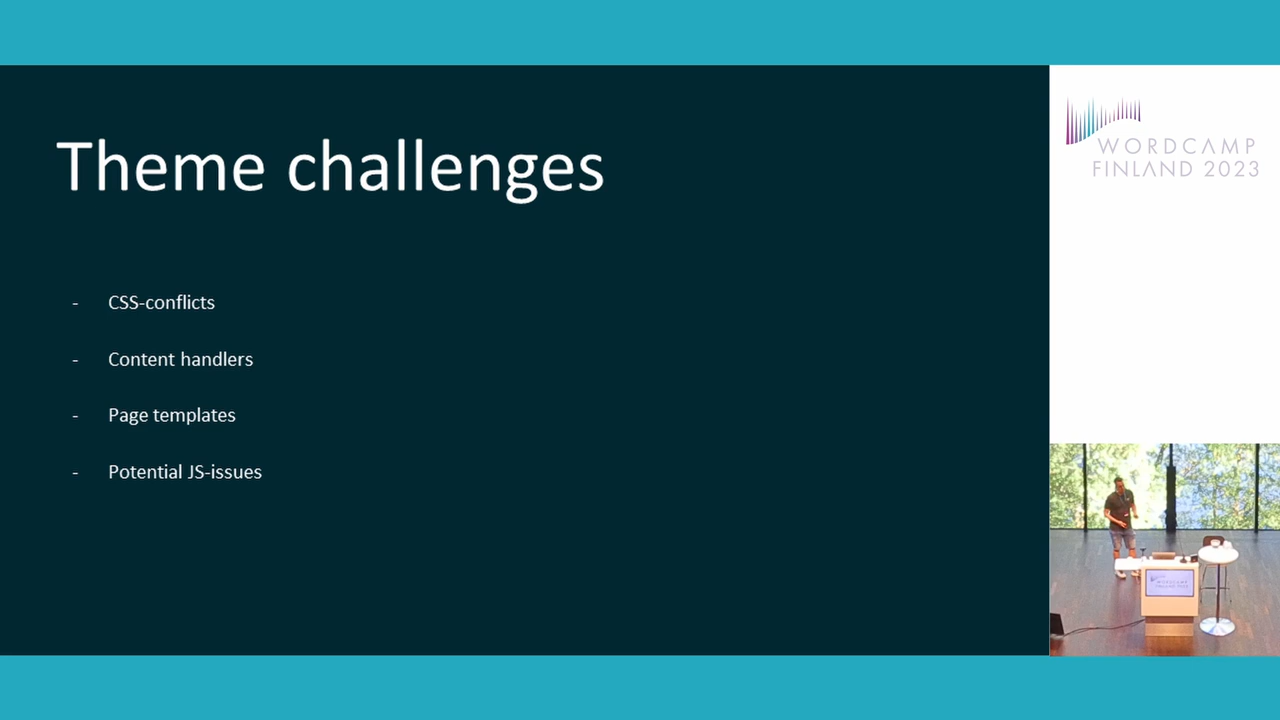 Theme challenges
- CSS-conflicts
- Content handlers
- Page templates
- Potential JS-issues
WORDCAMP
FINLAND 2023